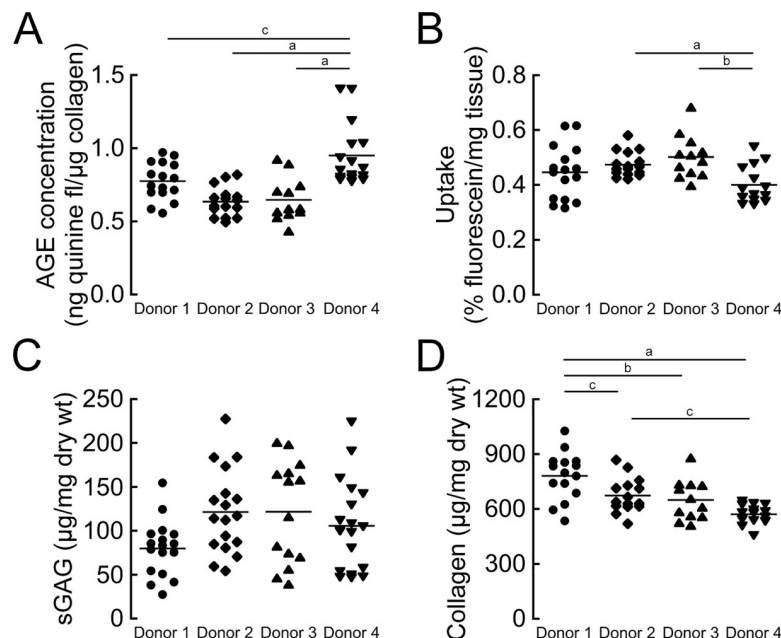 A
c
a
a
AGE concentration
(ng quinine fl/µg collagen)
1.5
1.0
0.5
0.0
Donor 1 Donor 2 Donor 3 Donor 4
B
a
b
Uptake
(% fluorescein/mg tissue)
0.8
0.6
0.4
0.2
0.0
Donor 1 Donor 2 Donor 3 Donor 4
C
sGAG (µg/mg dry wt)
250
200
150
100
50
0
Donor 1 Donor 2 Donor 3 Donor 4
D
a
b
c
c
Collagen (µg/mg dry wt)
1200
900
600
300
0
Donor 1 Donor 2 Donor 3 Donor 4